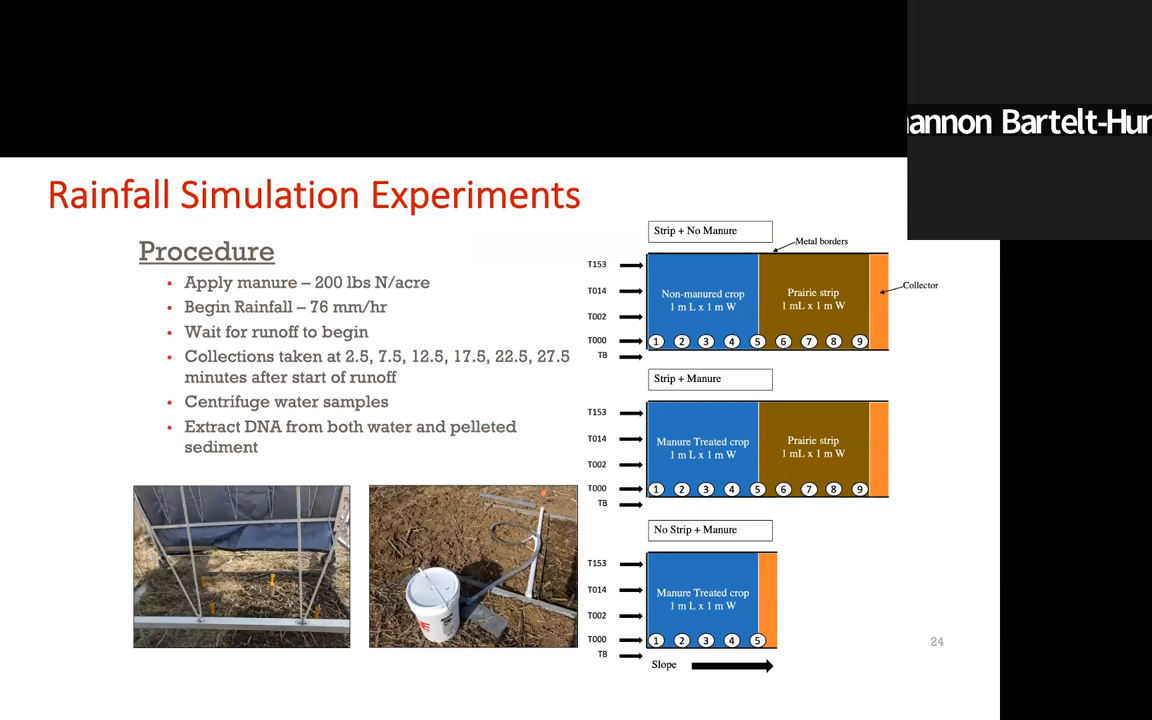 annon Bartelt-Hun
Rainfall Simulation Experiments
Procedure
• Apply manure – 200 lbs N/acre
• Begin Rainfall – 76 mm/hr
• Wait for runoff to begin
• Collections taken at 2.5, 7.5, 12.5, 17.5, 22.5, 27.5
minutes after start of runoff
• Centrifuge water samples
• Extract DNA from both water and pelleted
sediment
Strip + No Manure
Metal borders
T153
T014
T002
T000
TB
Non-manured crop
1 m L x 1 m W
Prairie strip
1 mL x 1 m W
Collector
1 2 3 4 5 6 7 8 9
Strip + Manure
T153
T014
T002
T000
TB
Manure Treated crop
1 m L x 1 m W
Prairie strip
1 mL x 1 m W
1 2 3 4 5 6 7 8 9
No Strip + Manure
T153
T014
T002
T000
TB
Manure Treated crop
1 m L x 1 m W
1 2 3 4 5
Slope
24